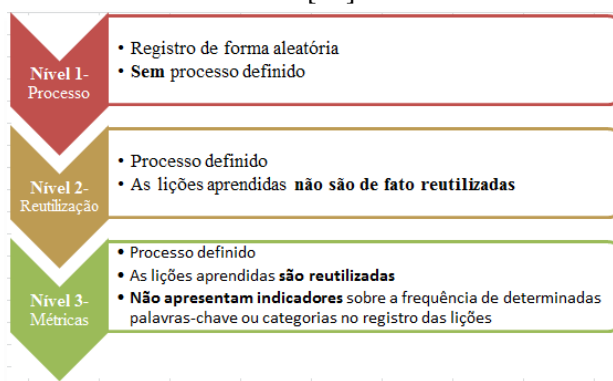 Nível 1-
Processo
• Registro de forma aleatória
• Sem processo definido
Nível 2-
Reutilização
• Processo definido
• As lições aprendidas não são de fato reutilizadas
Nível 3-
Métricas
• Processo definido
• As lições aprendidas são reutilizadas
• Não apresentam indicadores sobre a frequência de determinadas
palavras-chave ou categorias no registro das lições